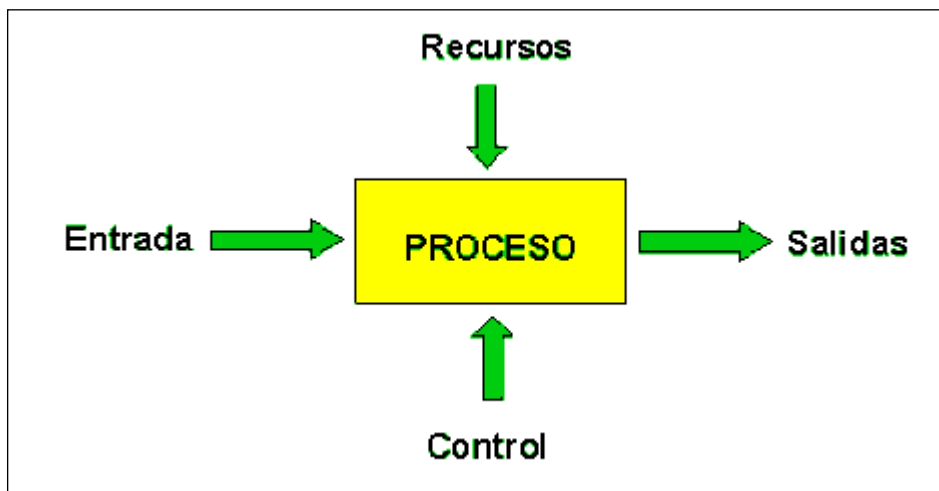 Recursos
Entrada
PROCESO
Salidas
Control